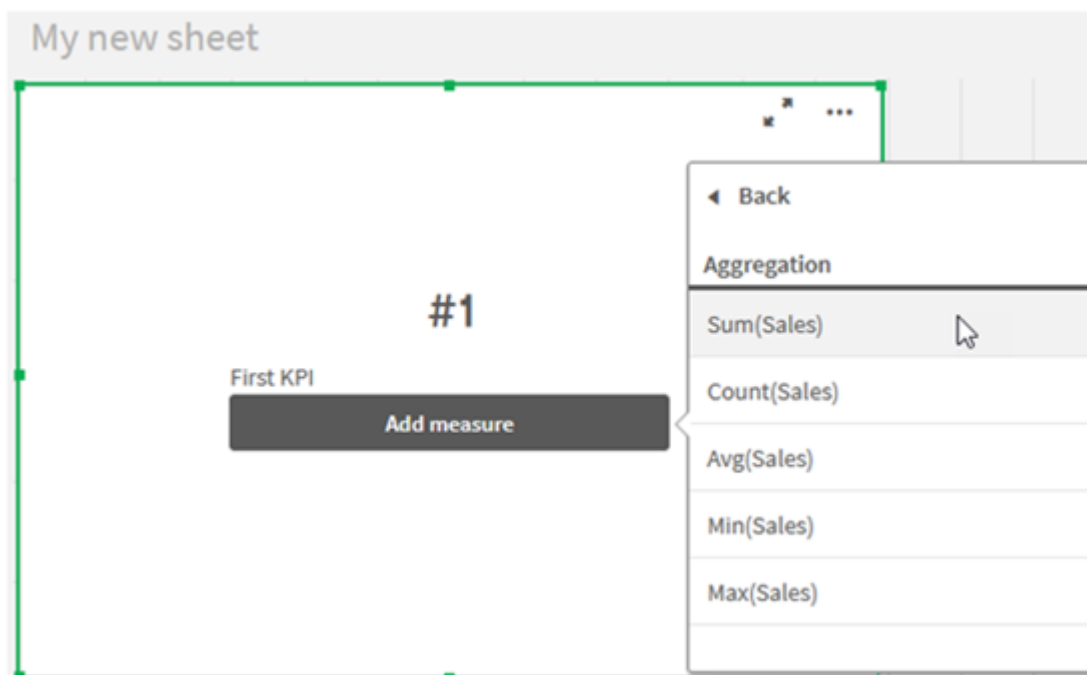 My new sheet
Back
Aggregation
#1
Sum(Sales)
First KPI
Add measure
Count(Sales)
Avg(Sales)
Min(Sales)
Max(Sales)